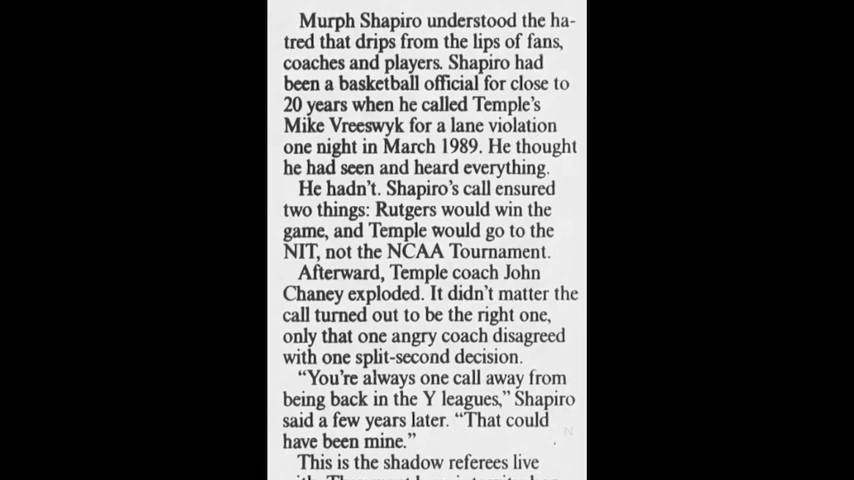 Murph Shapiro understood the ha-
tred that drips from the lips of fans,
coaches and players. Shapiro had
been a basketball official for close to
20 years when he called Temple's
Mike Vreeswyk for a lane violation
one night in March 1989. He thought
he had seen and heard everything.
He hadn't. Shapiro's call ensured
two things: Rutgers would win the
game, and Temple would go to the
NIT, not the NCAA Tournament.
Afterward, Temple coach John
Chaney exploded. It didn't matter the
call turned out to be the right one,
only that one angry coach disagreed
with one split-second decision.
“You're always one call away from
being back in the Y leagues,” Shapiro
said a few years later. “That could
have been mine.”
This is the shadow referees live